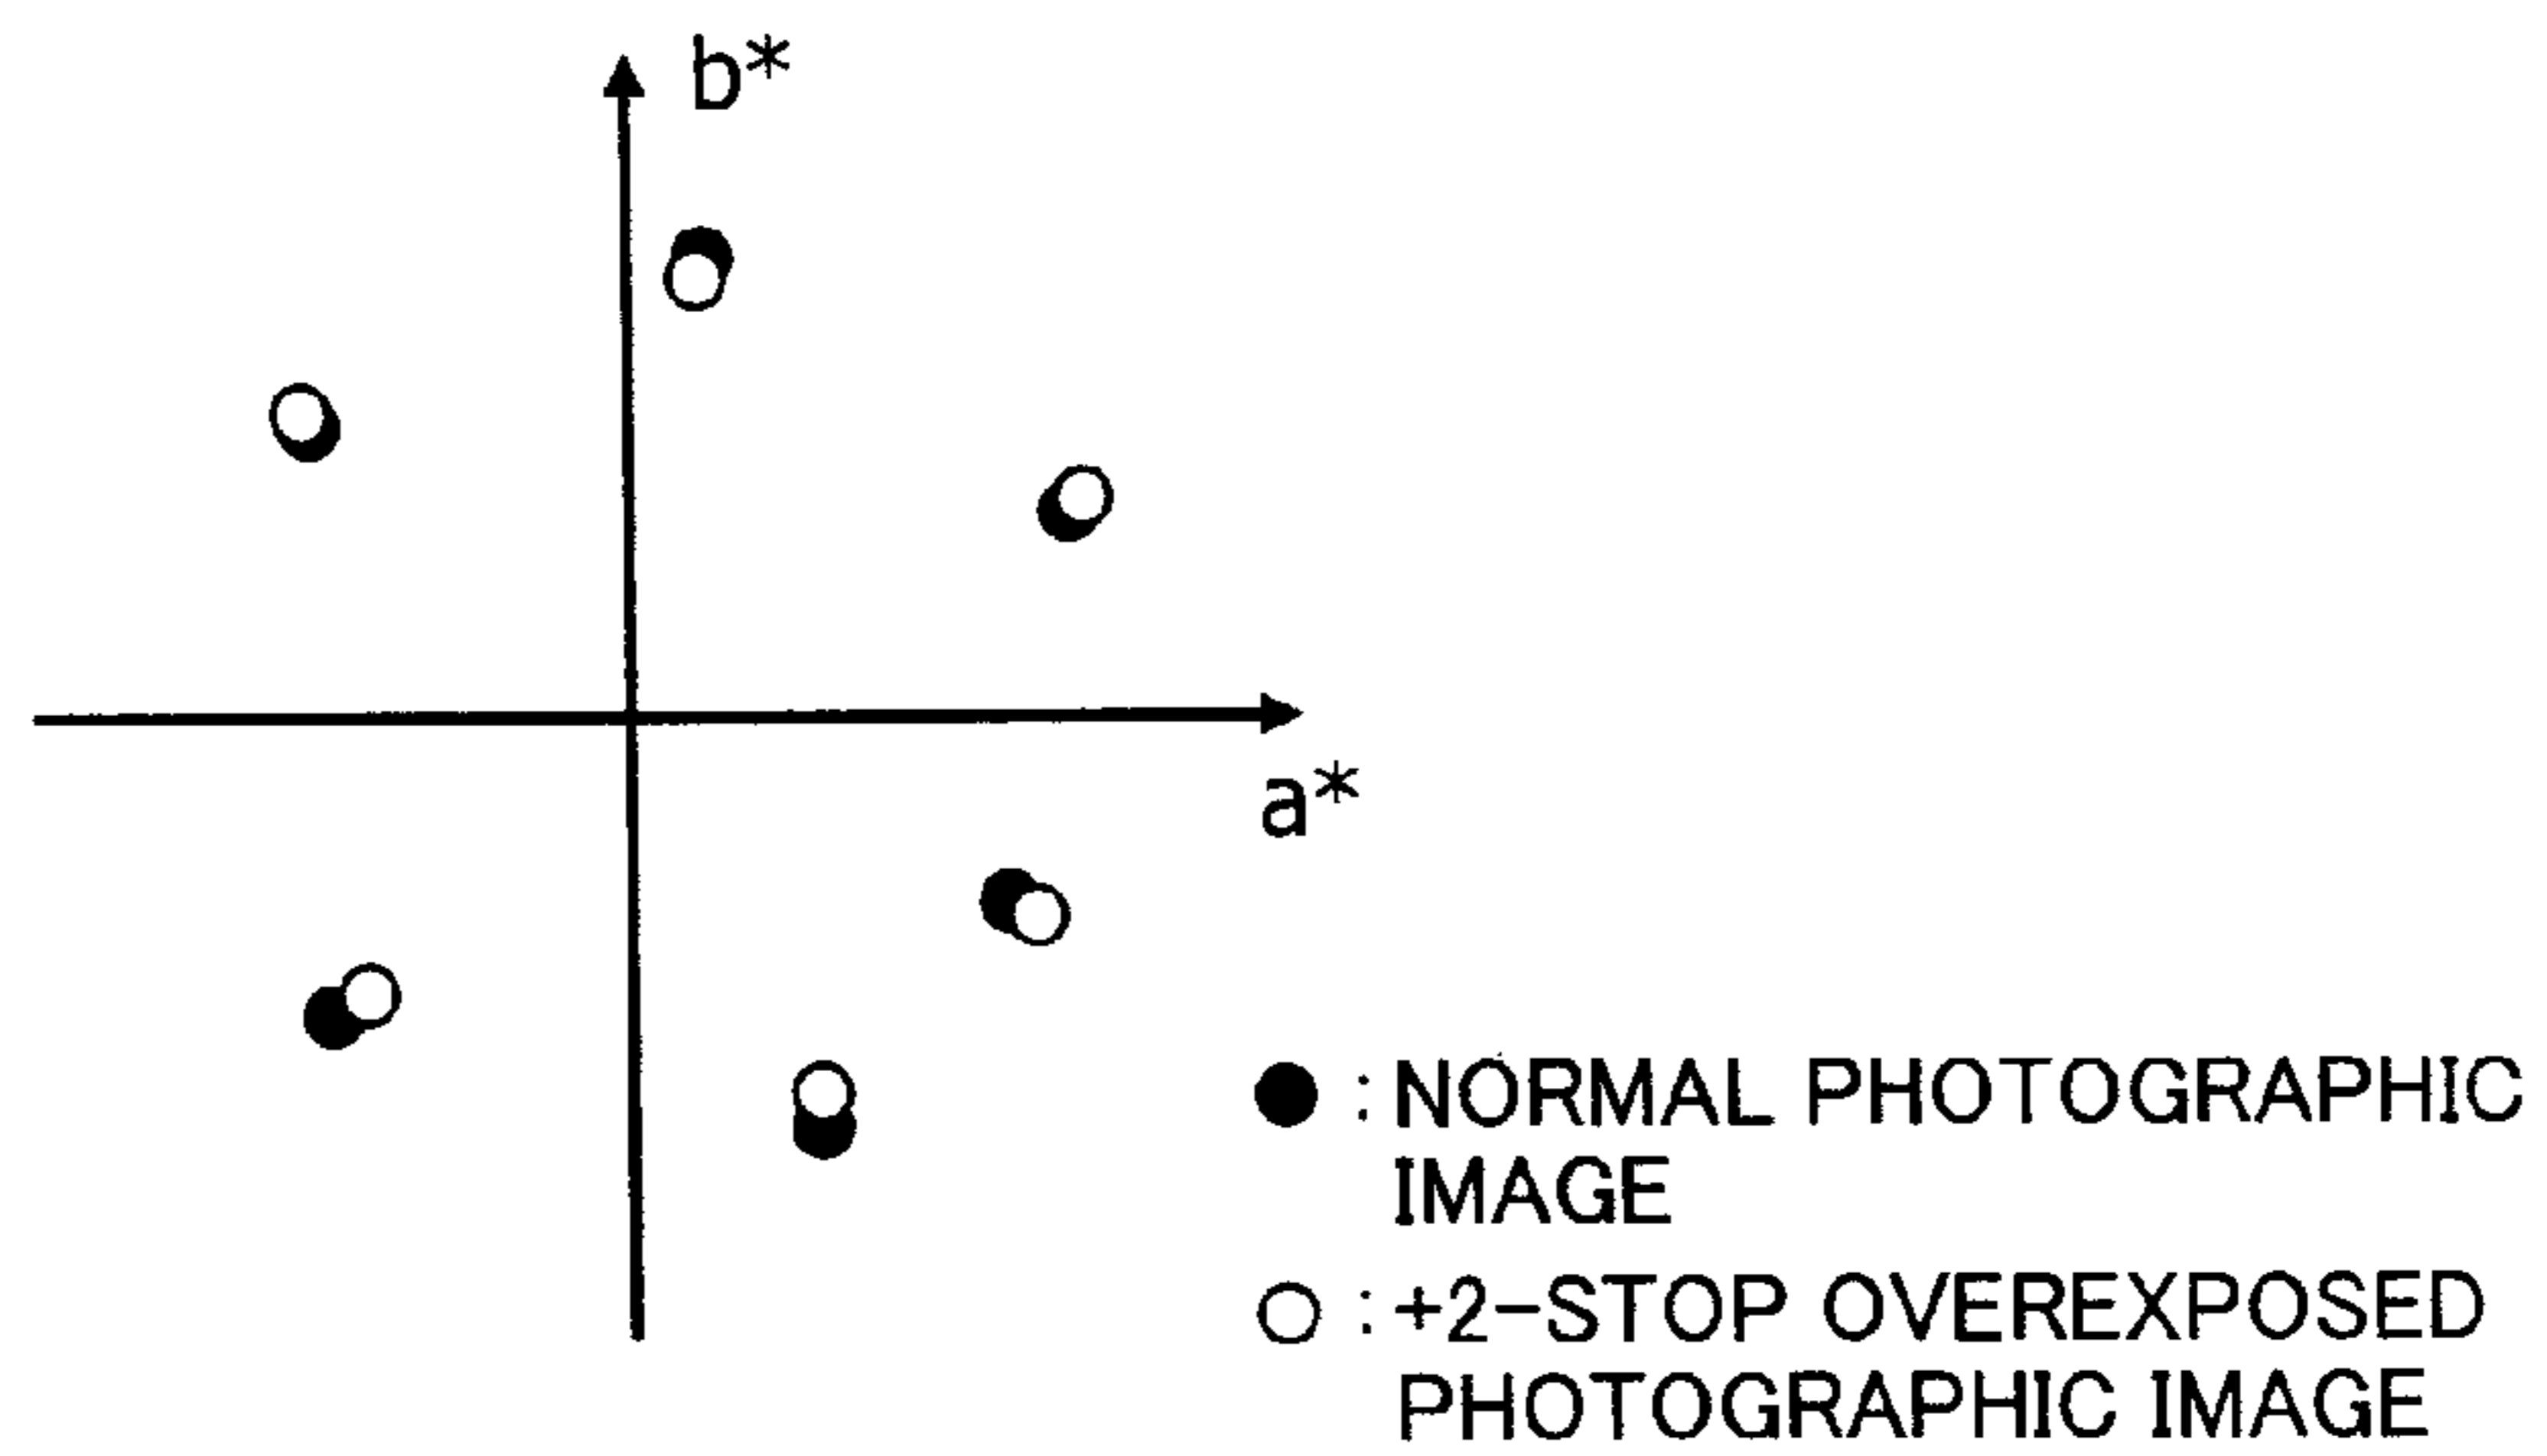 b*
a*
: NORMAL PHOTOGRAPHIC
IMAGE
: +2-STOP OVEREXPOSED
PHOTOGRAPHIC IMAGE